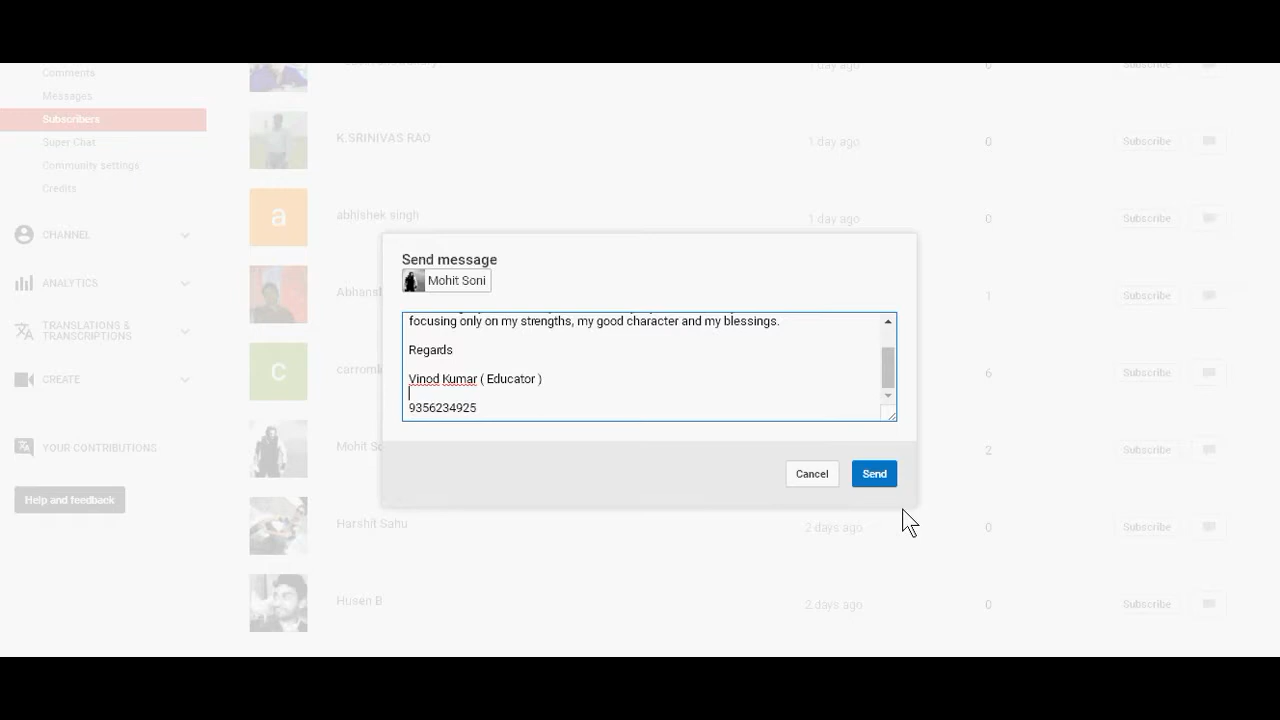 Comments
1 day ago
0
Subscribe
Messages
Subscribers
K.SRINIVAS RAO
1 day ago
0
Subscribe
Super Chat
Community settings
Credits
a
abhishek singh
1 day ago
0
Subscribe
CHANNEL
Send message
Mohit Soni
ANALYTICS
Abhansh
1
Subscribe
focusing only on my strengths, my good character and my blessings.
TRANSLATIONS &
TRANSCRIPTIONS
Regards
C
carromli
6
Subscribe
CREATE
Vinod Kumar ( Educator )
9356234925
YOUR CONTRIBUTIONS
Mohit So
2
Subscribe
Cancel
Send
Help and feedback
Harshit Sahu
2 days ago
0
Subscribe
Husen B
2 days ago
0
Subscribe